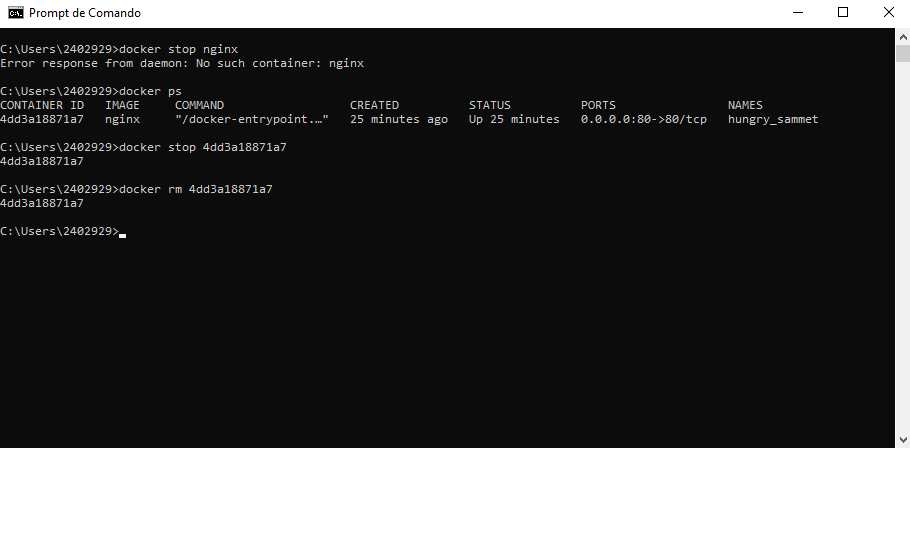 Prompt de Comando
C:\Users\2402929>docker stop nginx
Error response from daemon: No such container: nginx
C:\Users\2402929>docker ps
CONTAINER ID   IMAGE     COMMAND                  CREATED          STATUS          PORTS                NAMES
4dd3a18871a7   nginx     "/docker-entrypoint.…"   25 minutes ago   Up 25 minutes   0.0.0.0:80->80/tcp   hungry_sammet
C:\Users\2402929>docker stop 4dd3a18871a7
4dd3a18871a7
C:\Users\2402929>docker rm 4dd3a18871a7
4dd3a18871a7
C:\Users\2402929>